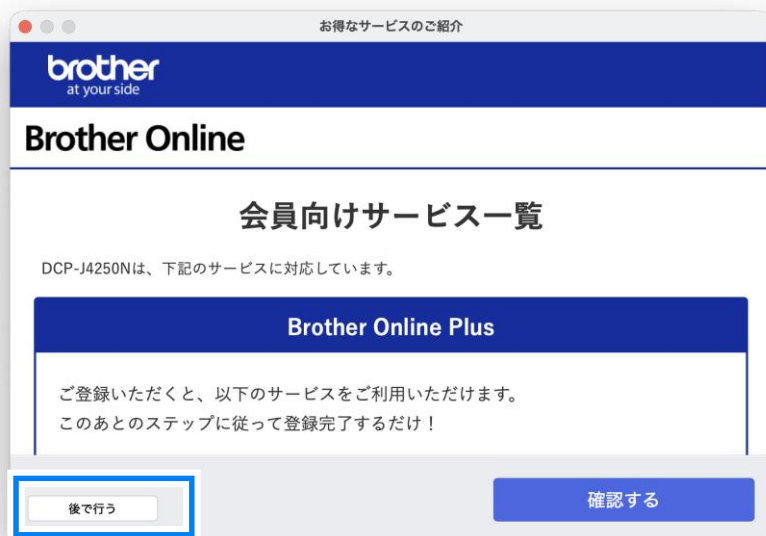 お得なサービスのご紹介
brother
at your side
Brother Online
会員向けサービス一覧
DCP-J4250Nは、下記のサービスに対応しています。
Brother Online Plus
ご登録いただくと、以下のサービスをご利用いただけます。
このあとのステップに従って登録完了するだけ！
後で行う
確認する